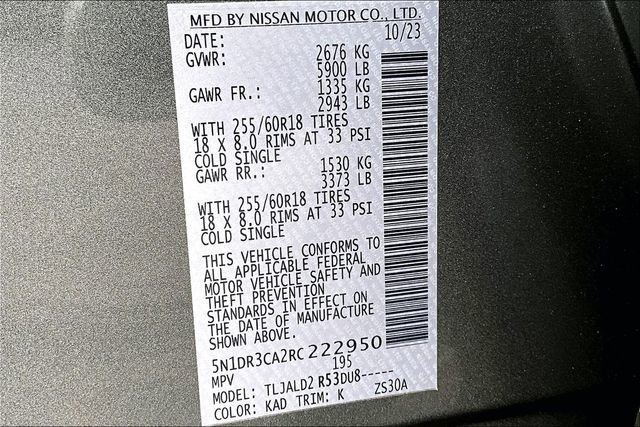 MFD BY NISSAN MOTOR CO., LTD.
DATE: 10/23
GVWR: 2676 KG
5900 LB
GAWR FR.: 1335 KG
2943 LB
WITH 255/60R18 TIRES
18 X 8.0 RIMS AT 33 PSI
COLD SINGLE
GAWR RR.: 1530 KG
3373 LB
WITH 255/60R18 TIRES
18 X 8.0 RIMS AT 33 PSI
COLD SINGLE
THIS VEHICLE CONFORMS TO
ALL APPLICABLE FEDERAL
MOTOR VEHICLE SAFETY AND
THEFT PREVENTION
STANDARDS IN EFFECT ON
THE DATE OF MANUFACTURE
SHOWN ABOVE.
5N1DR3CA2RC222950
MPV 195
MODEL: TLJALD2 R53DU8-----
COLOR: KAD TRIM: K ZS30A